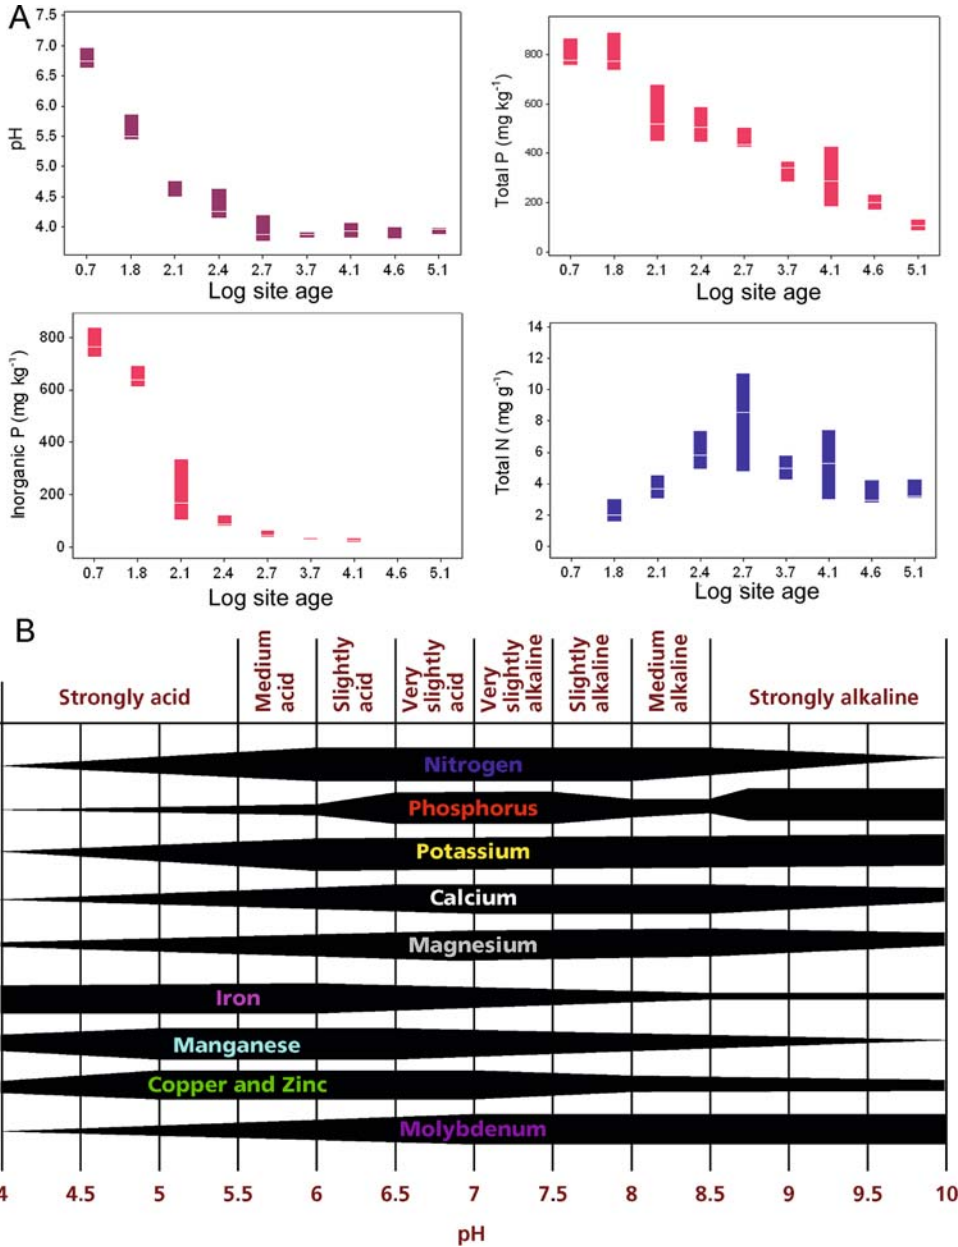 A
7.5
7.0
6.5
6.0
5.5
5.0
4.5
4.0
pH
0.7 1.8 2.1 2.4 2.7 3.7 4.1 4.6 5.1
Log site age
800
600
400
200
0
Total P (mg kg-1)
0.7 1.8 2.1 2.4 2.7 3.7 4.1 4.6 5.1
Log site age
800
600
400
200
0
Inorganic P (mg kg-1)
0.7 1.8 2.1 2.4 2.7 3.7 4.1 4.6 5.1
Log site age
14
12
10
8
6
4
2
0
Total N (mg g-1)
0.7 1.8 2.1 2.4 2.7 3.7 4.1 4.6 5.1
Log site age
B
Strongly acid
Medium
acid
Slightly
acid
Very
slightly
acid
Very
slightly
alkaline
Slightly
alkaline
Medium
alkaline
Strongly alkaline
Nitrogen
Phosphorus
Potassium
Calcium
Magnesium
Iron
Manganese
Copper and Zinc
Molybdenum
4 4.5 5 5.5 6 6.5 7 7.5 8 8.5 9 9.5 10
pH